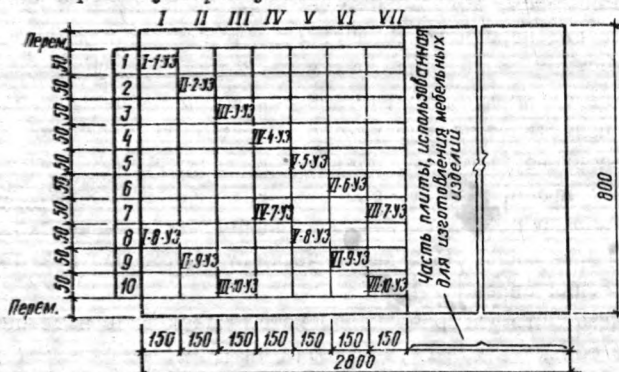 I II III IV V VI VII
Перем.
50 1 I-1-УЗ
50 2 II-2-УЗ
50 3 III-3-УЗ
50 4 IV-4-УЗ
50 5 V-5-УЗ
50 6 VI-6-УЗ
50 7 IV-7-УЗ VII-7-УЗ
50 8 I-8-УЗ V-8-УЗ
50 9 II-9-УЗ VI-9-УЗ
50 10 III-10-УЗ VII-10-УЗ
Перем.
Часть плиты, использованная
для изготовления мебельных
изделий
800
150 150 150 150 150 150 150
2800